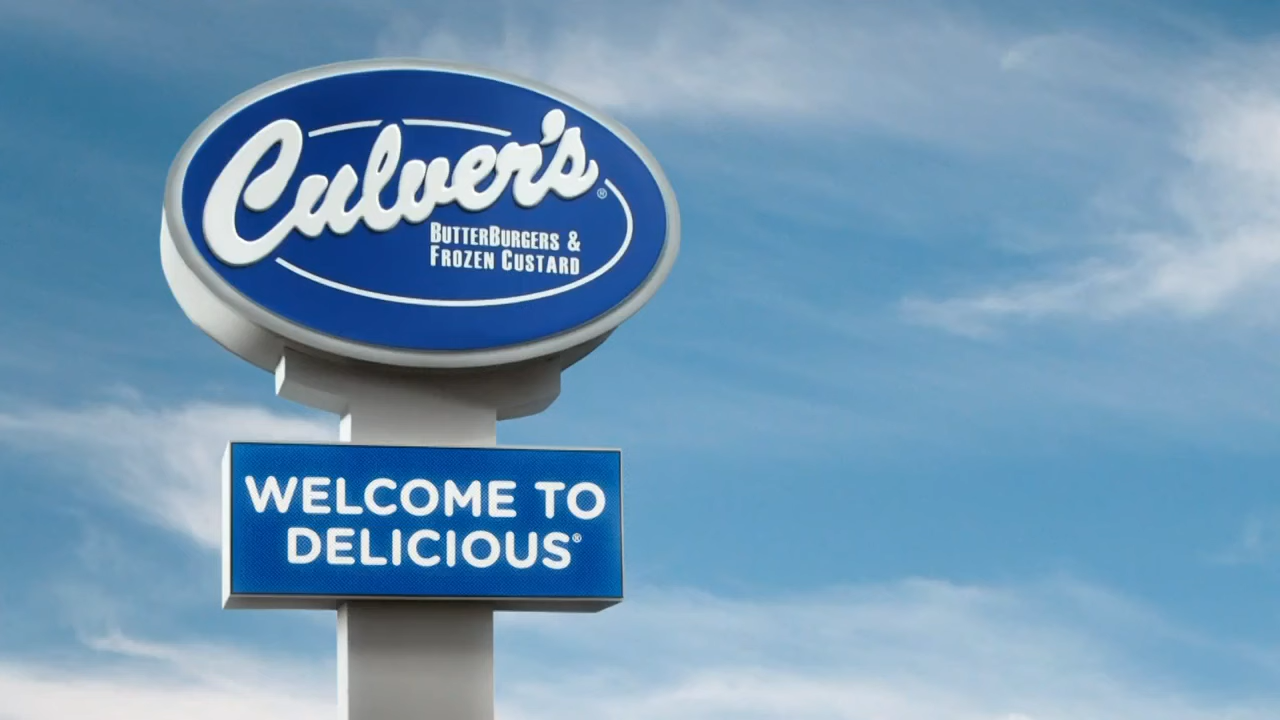 Culver's®
ButterBurgers &
Frozen Custard
WELCOME TO
DELICIOUS®